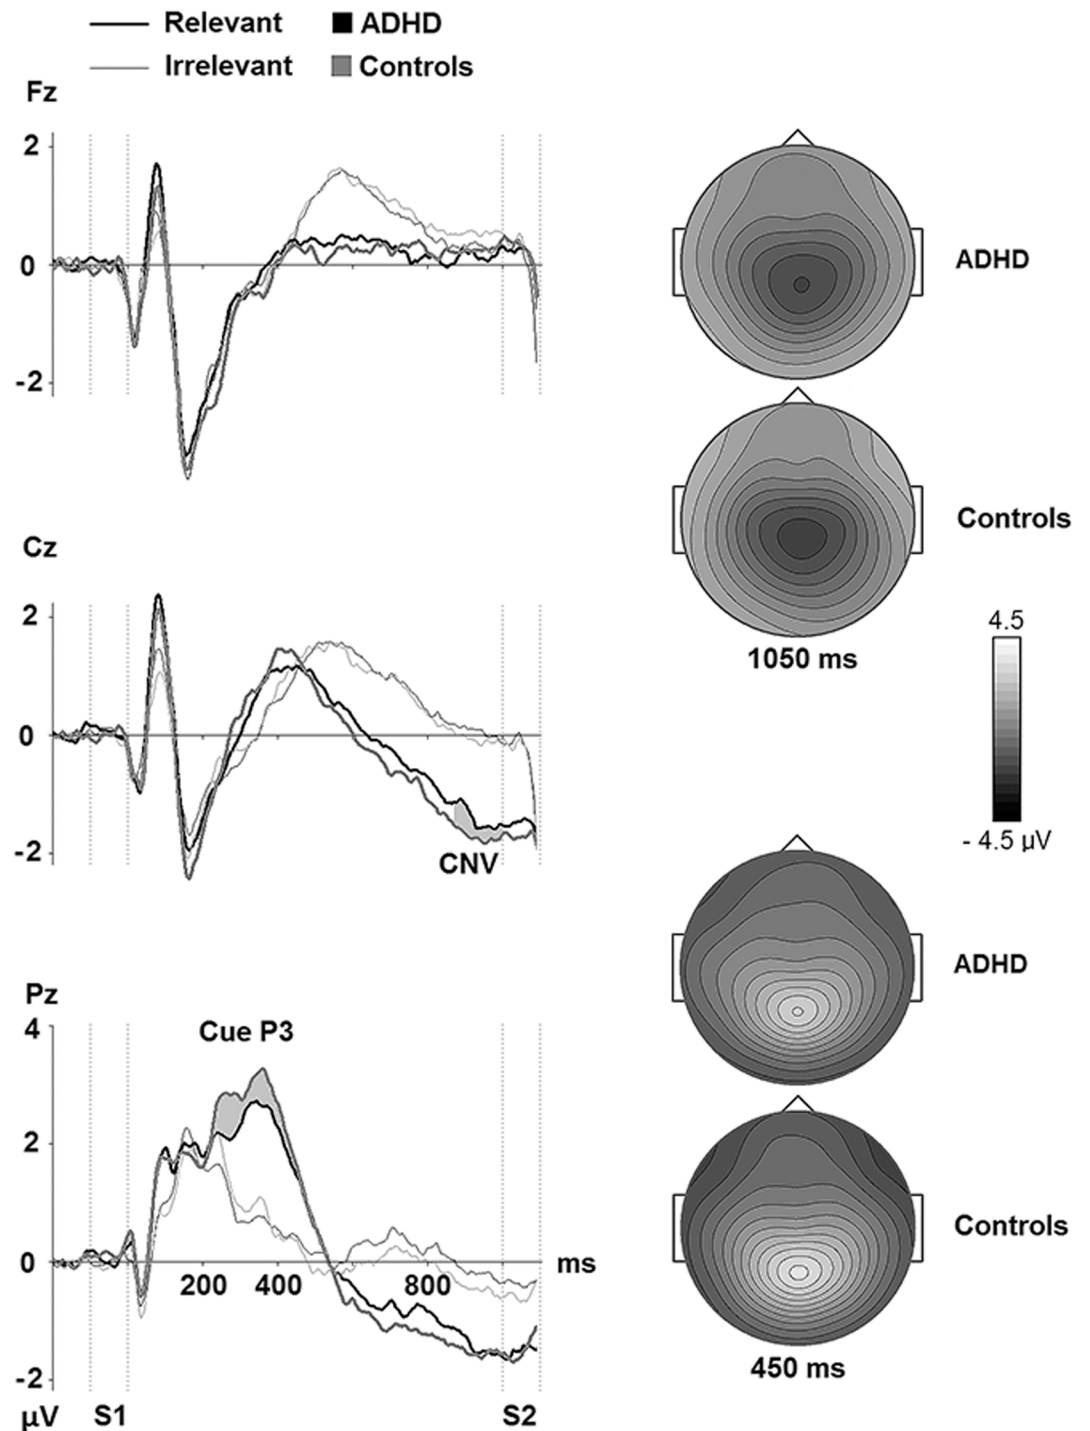 Relevant ADHD
Irrelevant Controls
Fz
2
0
-2
ADHD
Controls
1050 ms
Cz
2
0
-2
CNV
4.5
- 4.5 µV
Pz
4
2
0
-2
Cue P3
200 400 800 ms
µV S1 S2
ADHD
Controls
450 ms